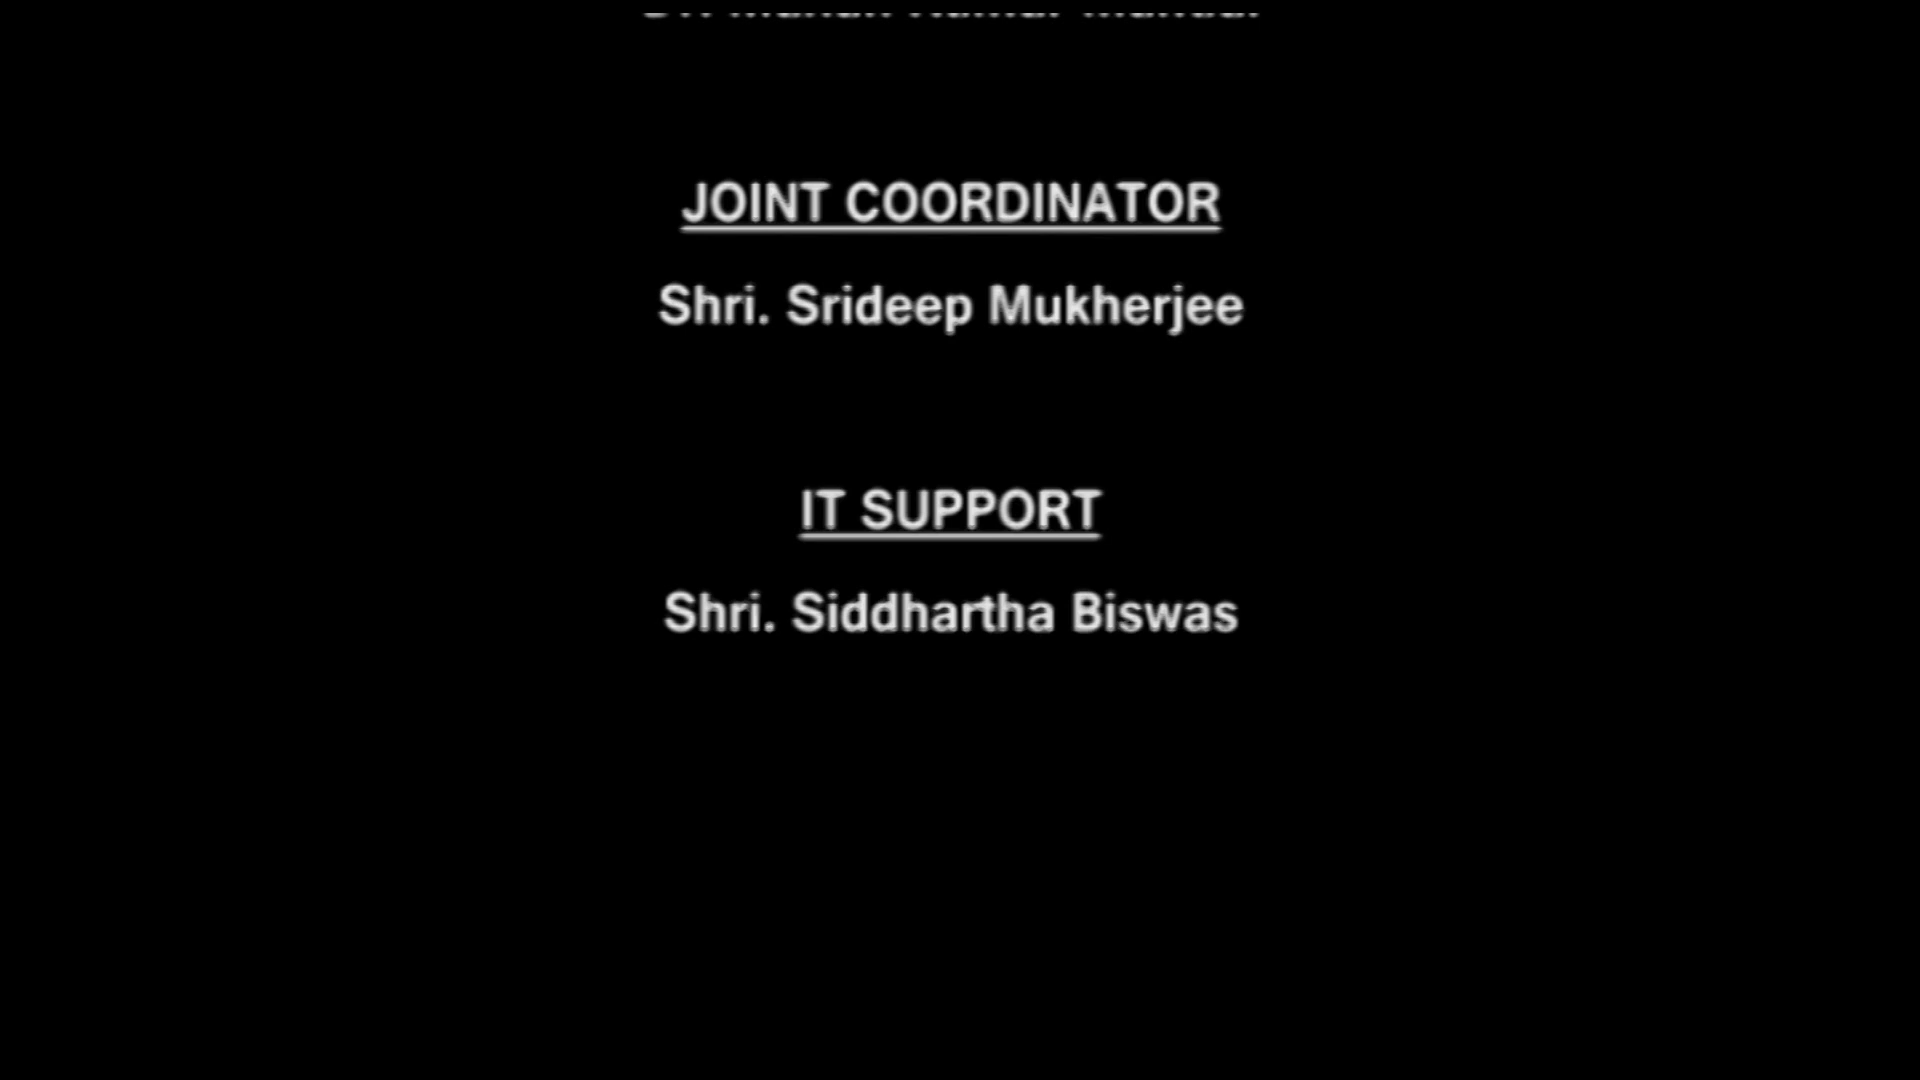 JOINT COORDINATOR
Shri. Srideep Mukherjee
IT SUPPORT
Shri. Siddhartha Biswas